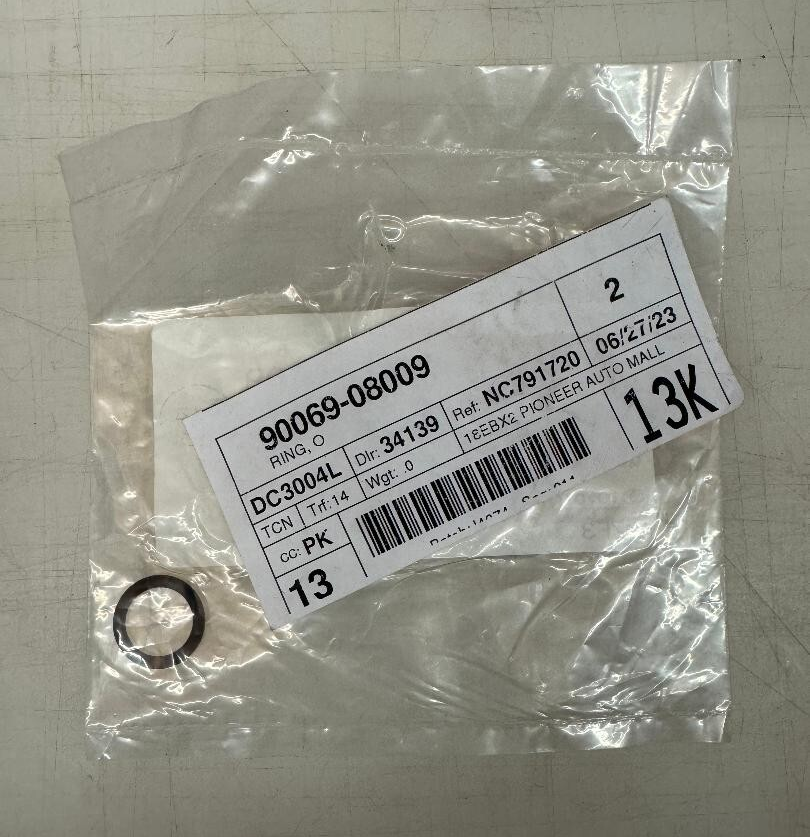 90069-08009
2
RING, O
DC3004L
Dlr: 34139
Ref: NC791720
06/27/23
TCN
Trf:14
Wgt: .0
18EBX2 PIONEER AUTO MALL
CC: PK
13
13K